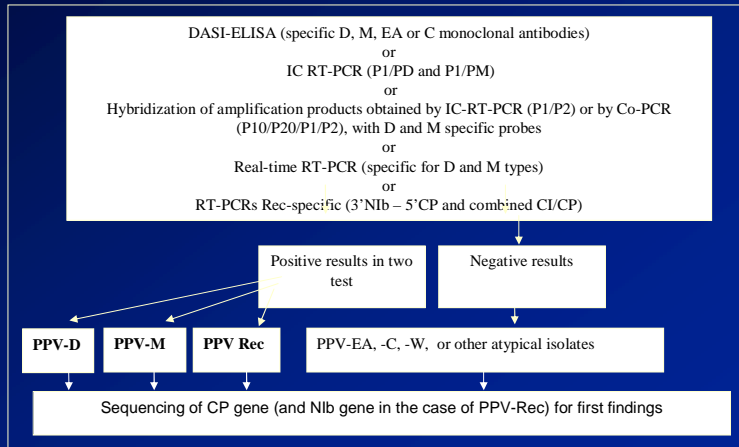 DASI-ELISA (specific D, M, EA or C monoclonal antibodies)
or
IC RT-PCR (P1/PD and P1/PM)
or
Hybridization of amplification products obtained by IC-RT-PCR (P1/P2) or by Co-PCR
(P10/P20/P1/P2), with D and M specific probes
or
Real-time RT-PCR (specific for D and M types)
or
RT-PCRs Rec-specific (3’NIb – 5’CP and combined CI/CP)
Positive results in two
test
Negative results
PPV-D
PPV-M
PPV Rec
PPV-EA, -C, -W,  or other atypical isolates
Sequencing of CP gene (and NIb gene in the case of PPV-Rec) for first findings